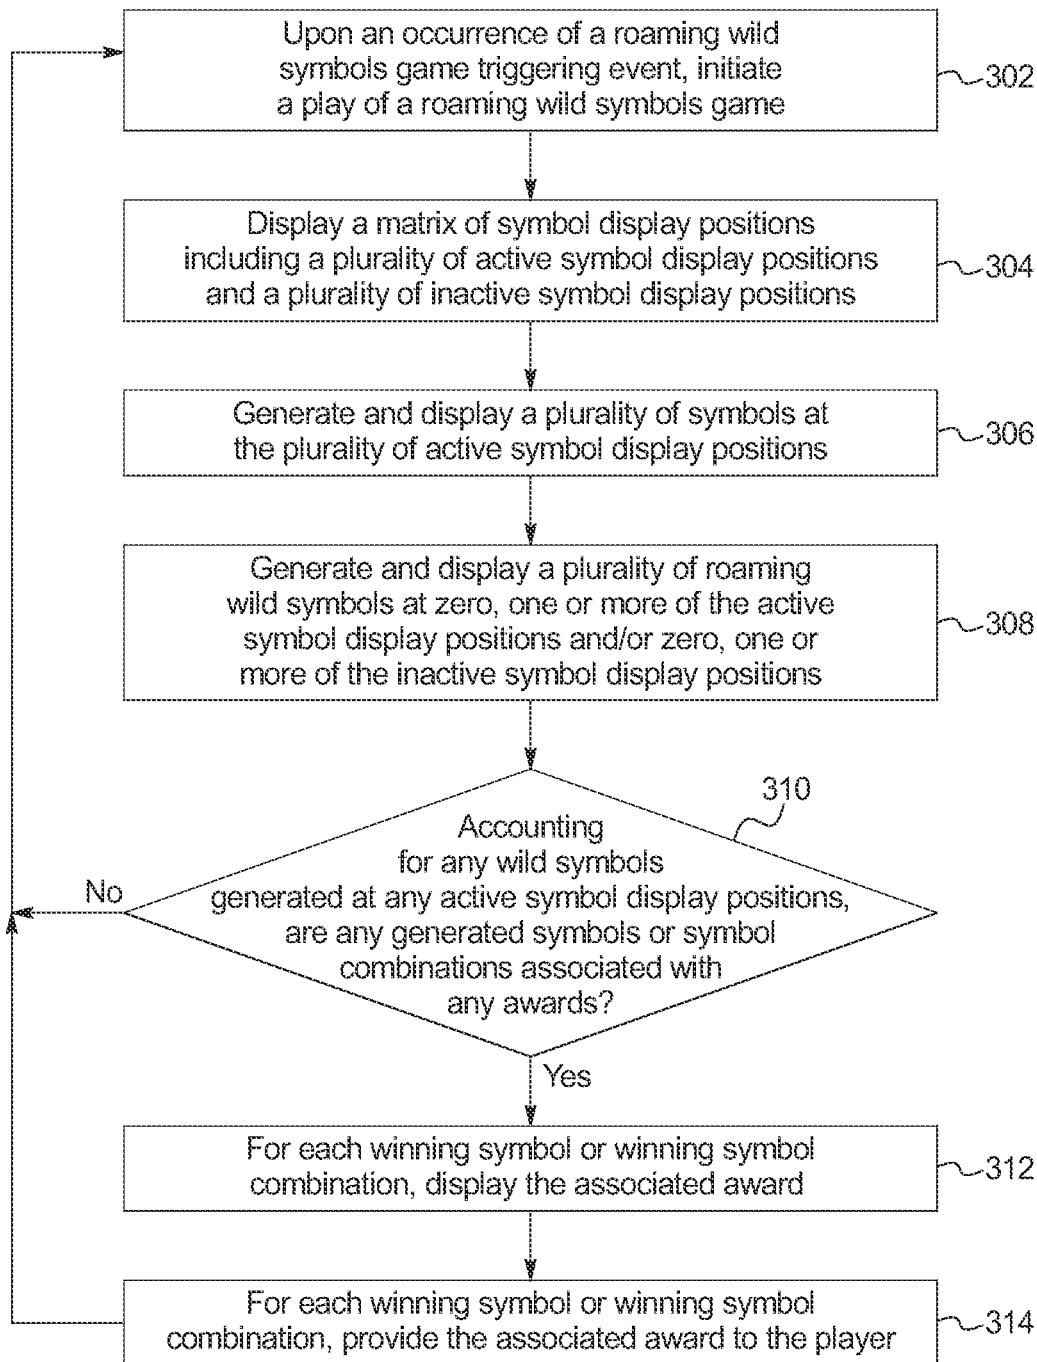 Upon an occurrence of a roaming wild
symbols game triggering event, initiate
a play of a roaming wild symbols game
302
Display a matrix of symbol display positions
including a plurality of active symbol display positions
and a plurality of inactive symbol display positions
304
Generate and display a plurality of symbols at
the plurality of active symbol display positions
306
Generate and display a plurality of roaming
wild symbols at zero, one or more of the active
symbol display positions and/or zero, one or
more of the inactive symbol display positions
308
310
Accounting
for any wild symbols
generated at any active symbol display positions,
are any generated symbols or symbol
combinations associated with
any awards?
No
Yes
For each winning symbol or winning symbol
combination, display the associated award
312
For each winning symbol or winning symbol
combination, provide the associated award to the player
314